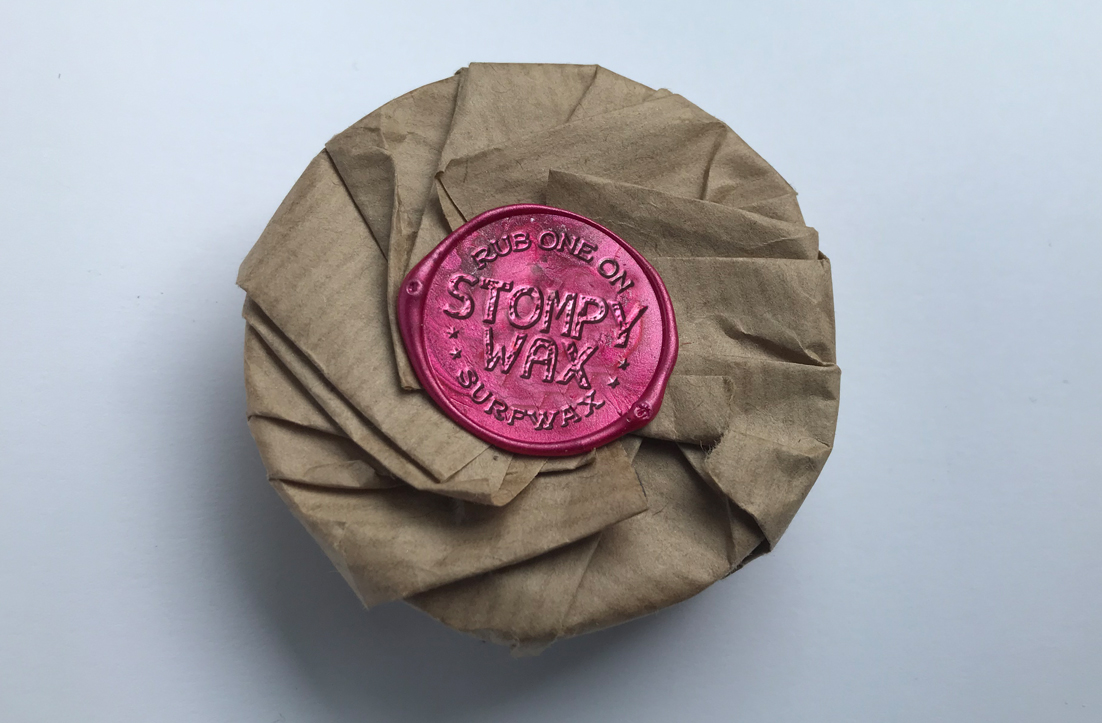 RUB ONE ON
STOMPY
WAX
SURFWAX